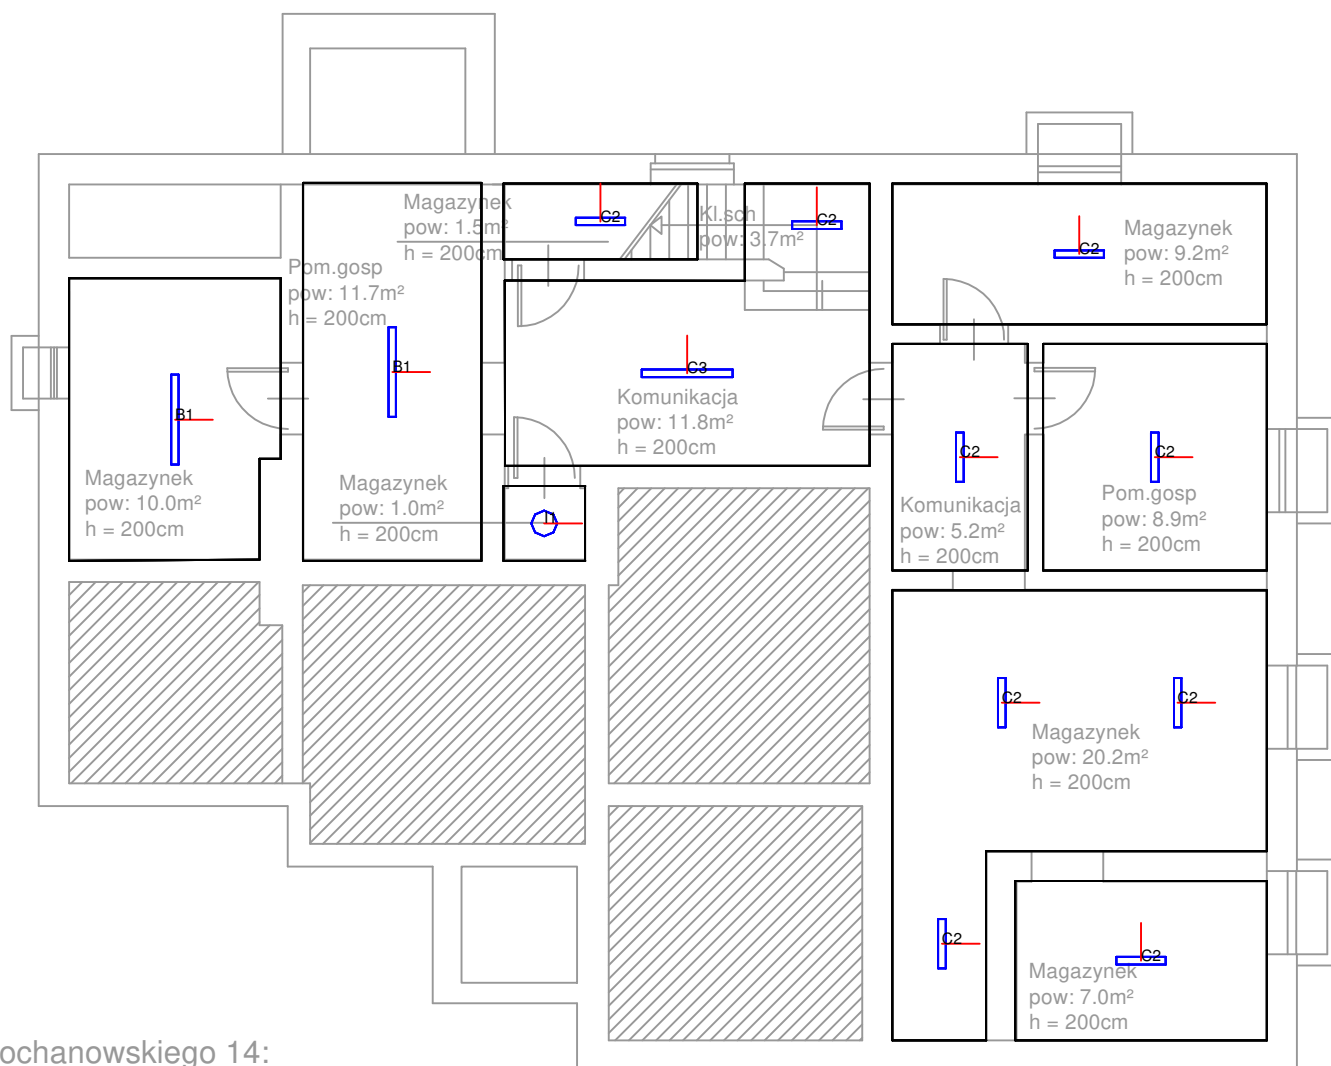 Magazynek
pow: 1.5m²
h = 200cm
C2
Kl.sch
pow: 3.7m²
C2
Magazynek
pow: 9.2m²
h = 200cm
C2
Pom.gosp
pow: 11.7m²
h = 200cm
B1
B1
Magazynek
pow: 10.0m²
h = 200cm
Magazynek
pow: 1.0m²
h = 200cm
C3
Komunikacja
pow: 11.8m²
h = 200cm
C2
Komunikacja
pow: 5.2m²
h = 200cm
C2
Pom.gosp
pow: 8.9m²
h = 200cm
C2
C2
Magazynek
pow: 20.2m²
h = 200cm
C2
C2
Magazynek
pow: 7.0m²
h = 200cm
ochanowskiego 14: